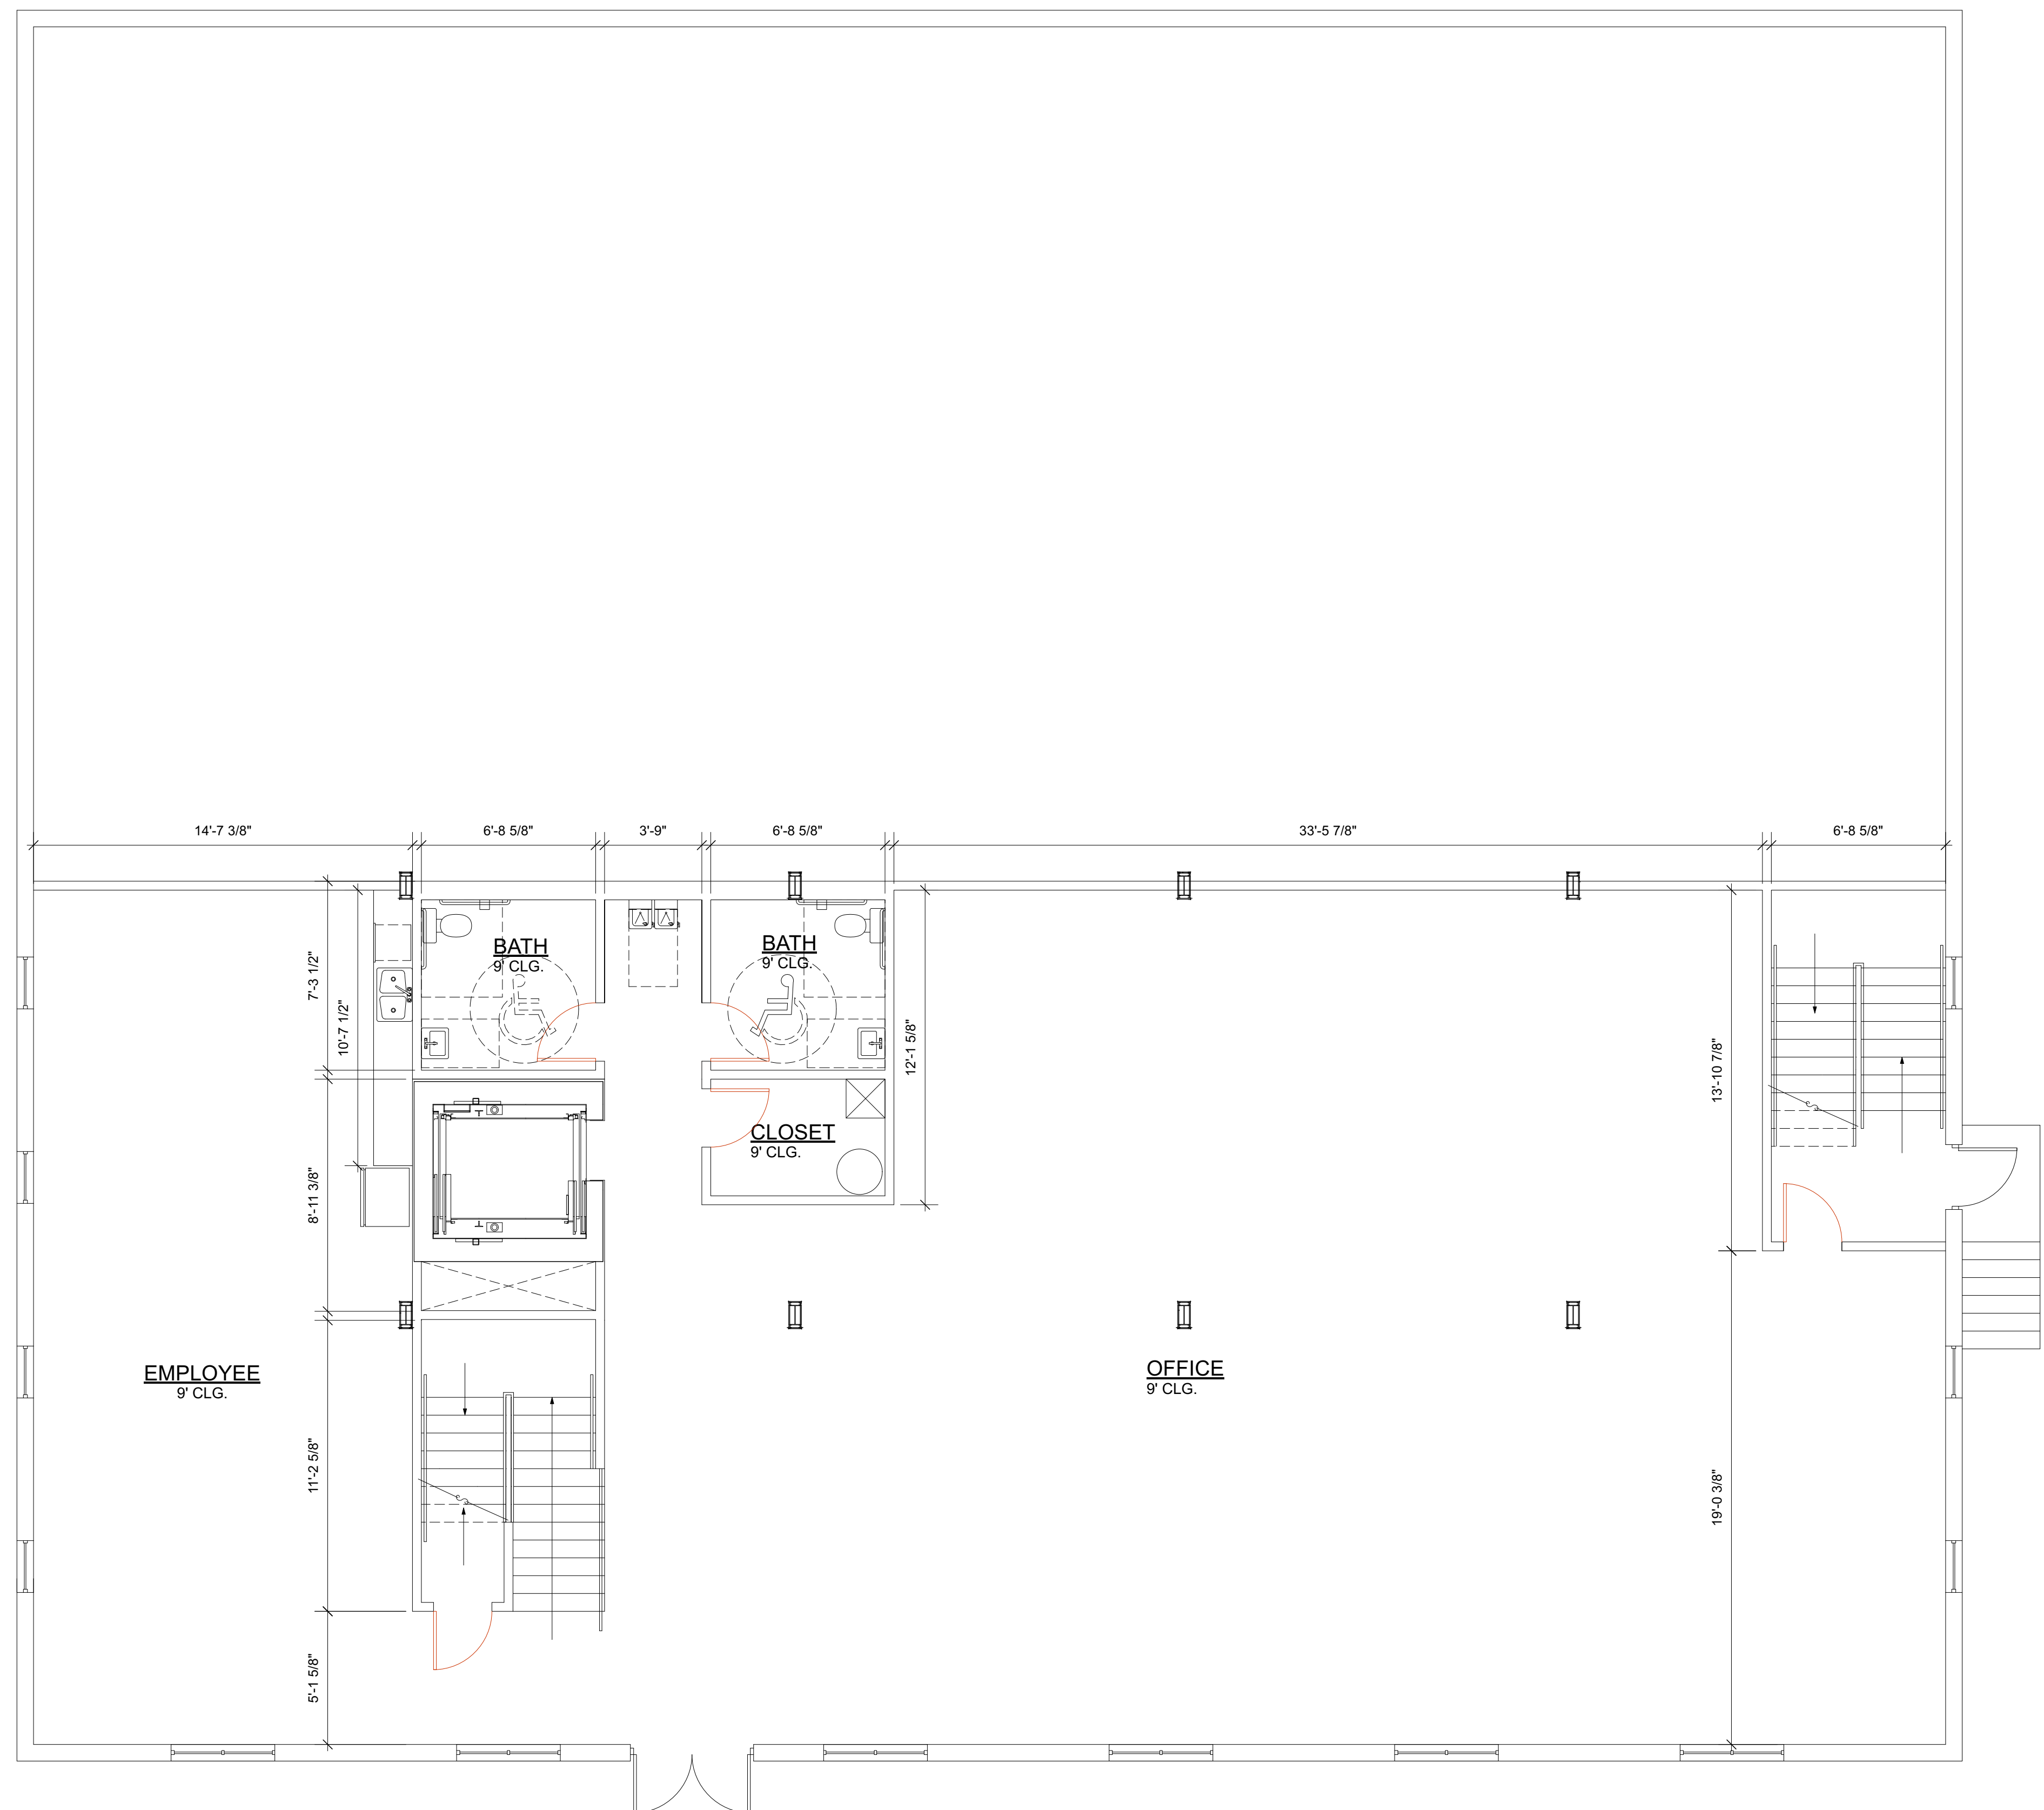 14'-7 3/8"
6'-8 5/8"
3'-9"
6'-8 5/8"
33'-5 7/8"
6'-8 5/8"
BATH
9' CLG.
BATH
9' CLG.
7'-3 1/2"
10'-7 1/2"
12'-1 5/8"
13'-10 7/8"
CLOSET
9' CLG.
8'-11 3/8"
EMPLOYEE
9' CLG.
OFFICE
9' CLG.
11'-2 5/8"
19'-0 3/8"
5'-1 5/8"